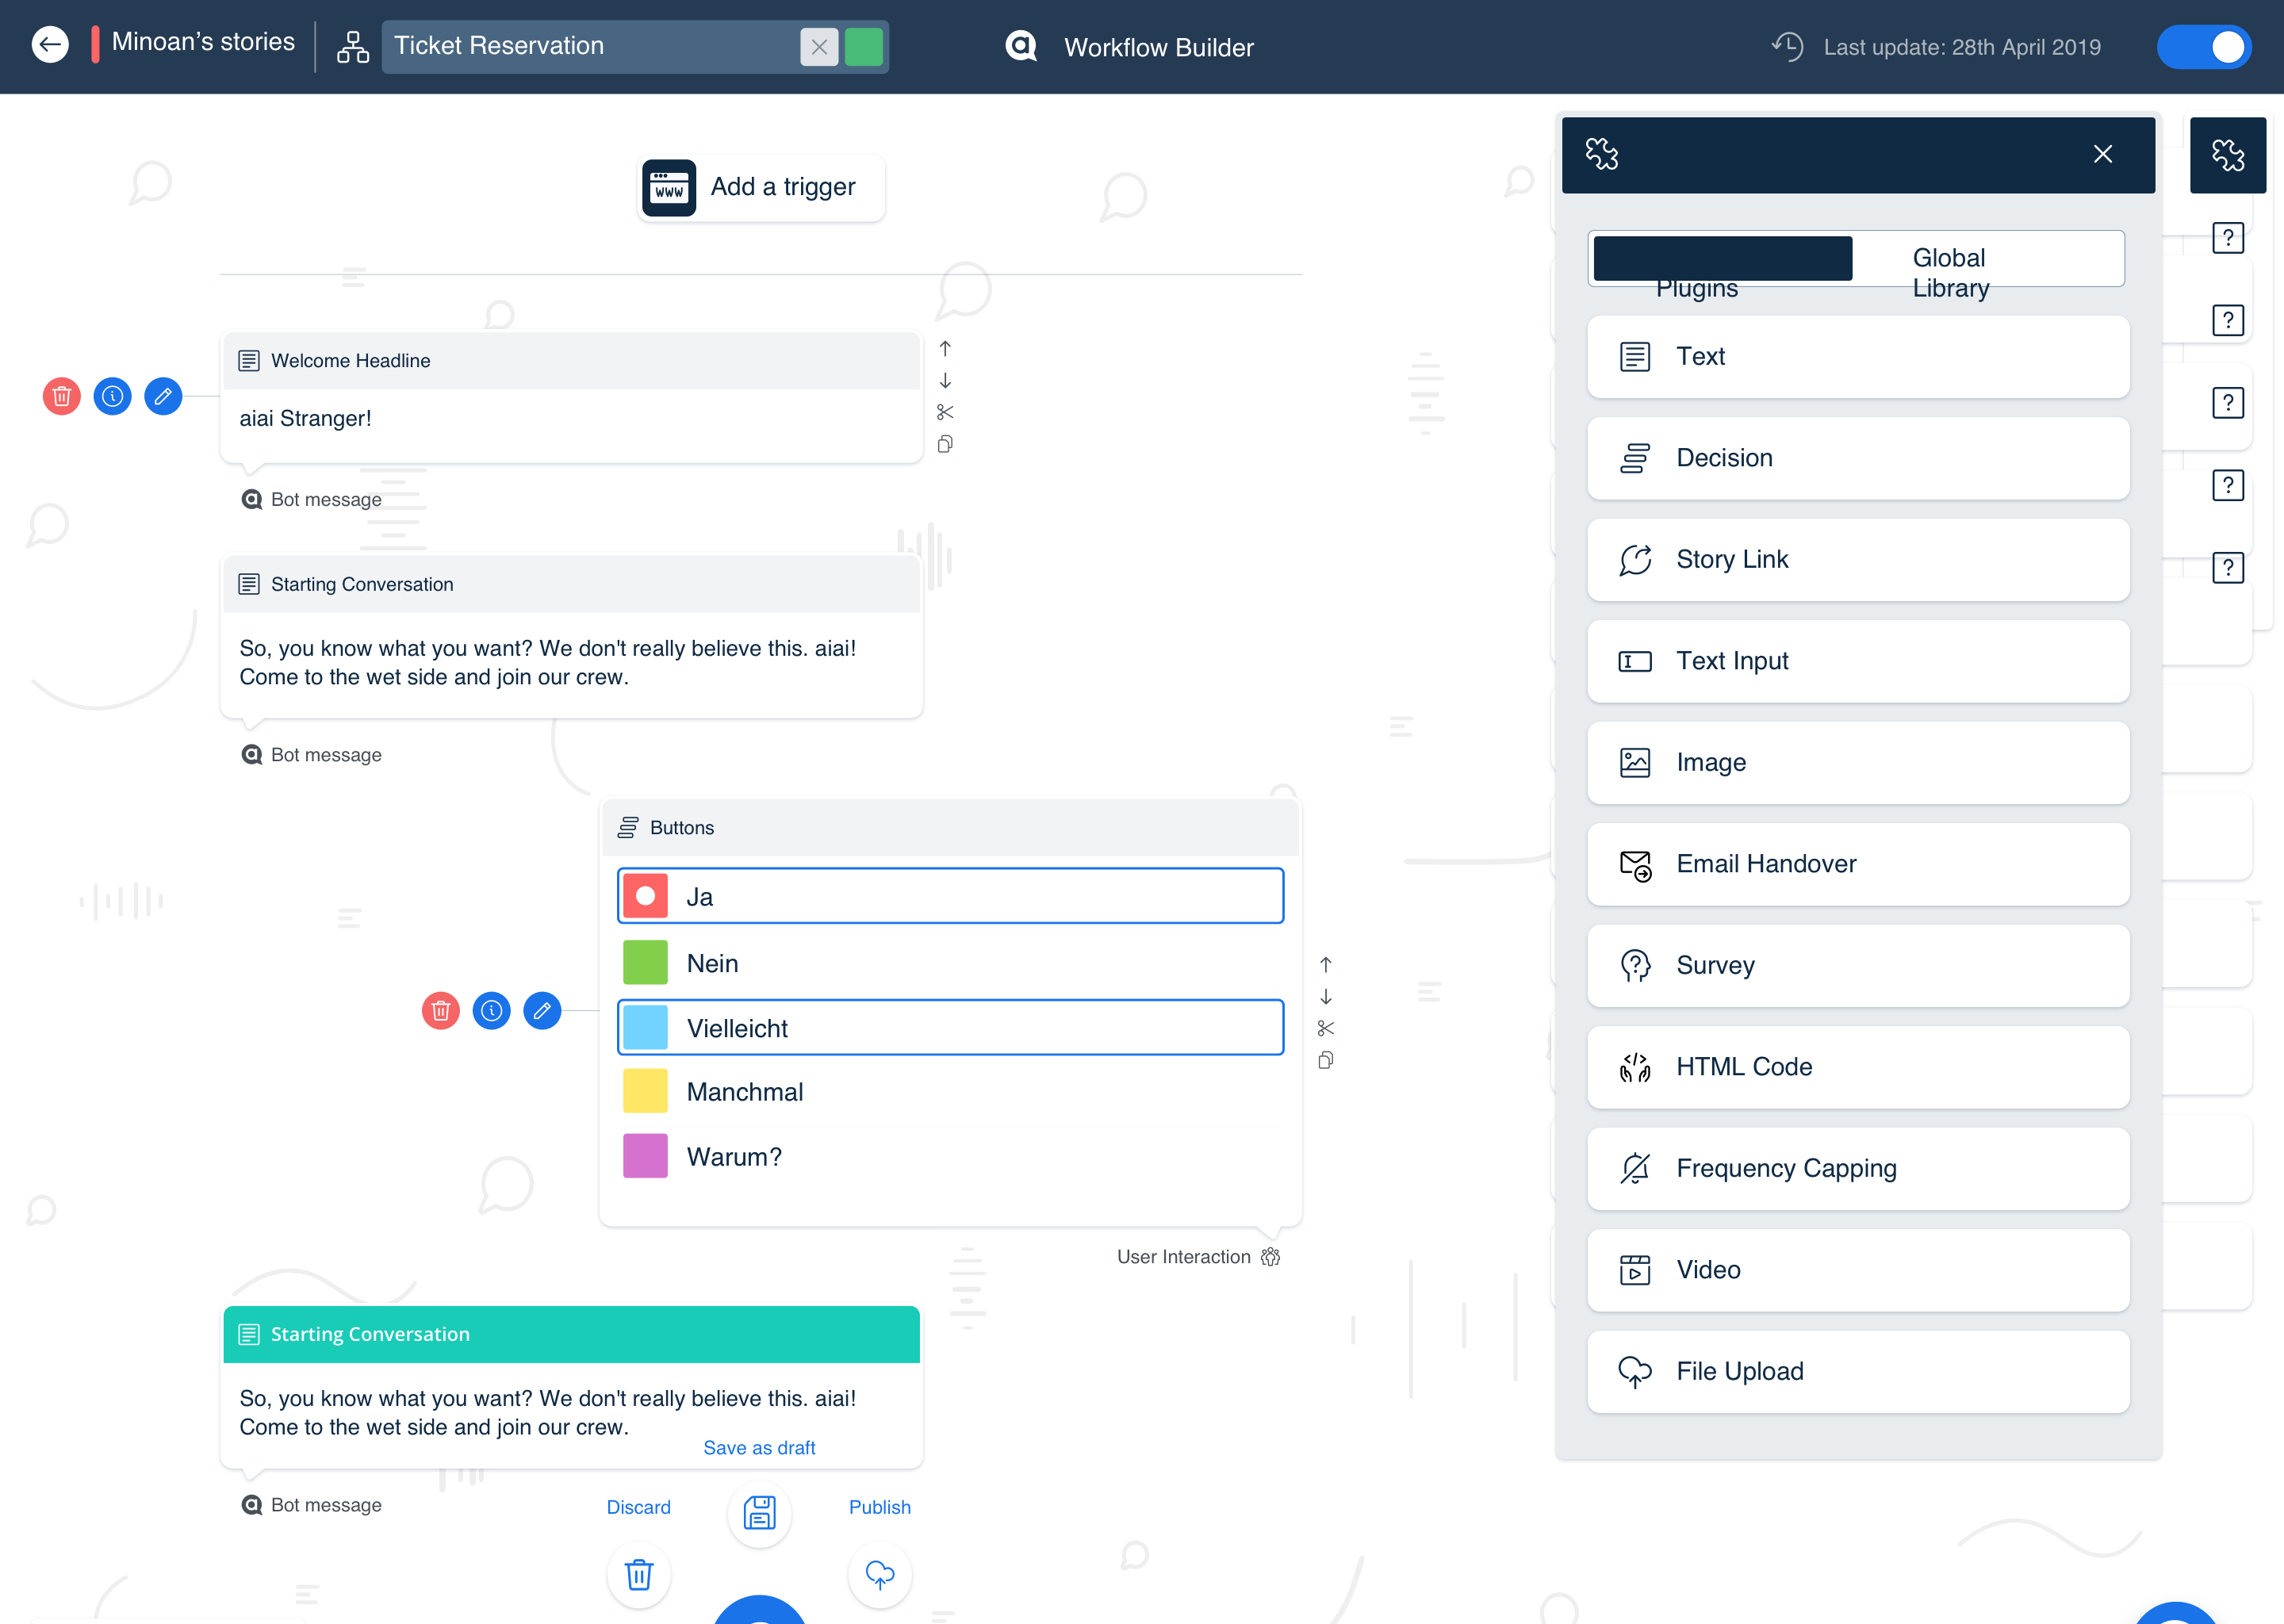 Minoan’s stories
Ticket Reservation
Workflow Builder
Last update: 28th April 2019
www
Add a trigger
Welcome Headline
aiai Stranger!
Bot message
Starting Conversation
So, you know what you want? We don't really believe this. aiai!
Come to the wet side and join our crew.
Bot message
Buttons
Ja
Nein
Vielleicht
Manchmal
Warum?
User Interaction
Starting Conversation
So, you know what you want? We don't really believe this. aiai!
Come to the wet side and join our crew.
Bot message
Save as draft
Discard
Publish
Plugins
Global
Library
Text
Decision
Story Link
Text Input
Image
Email Handover
Survey
HTML Code
Frequency Capping
Video
File Upload
?
?
?
?
?